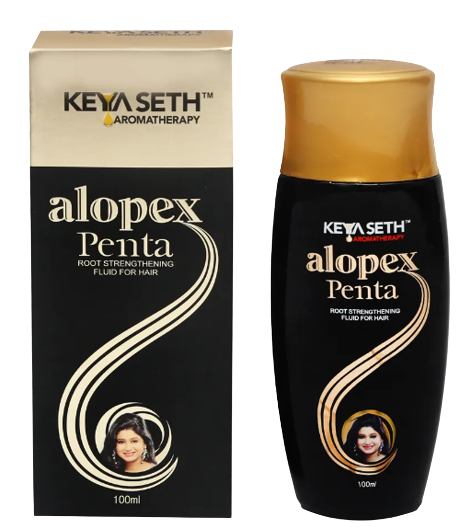 KEYA SETH™
AROMATHERAPY
alopex
Penta
ROOT STRENGTHENING
FLUID FOR HAIR
100ml
KEYA SETH™
AROMATHERAPY
alopex
Penta
ROOT STRENGTHENING
FLUID FOR HAIR
100ml